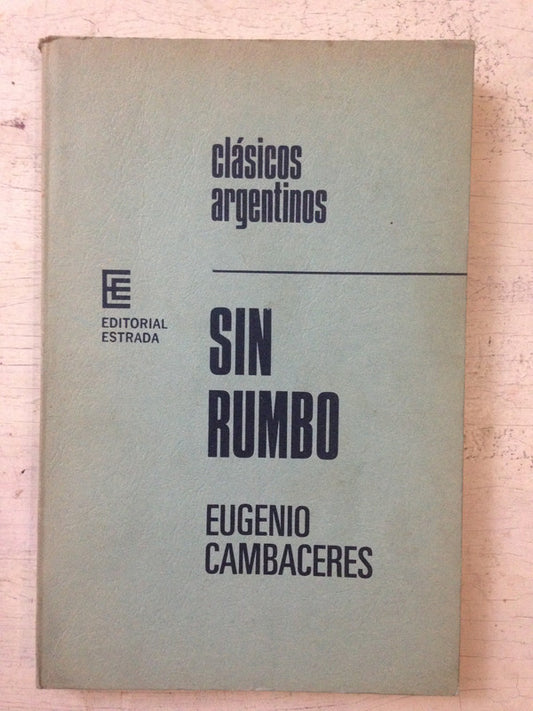 clásicos
argentinos
EDITORIAL
ESTRADA
SIN
RUMBO
EUGENIO
CAMBACERES